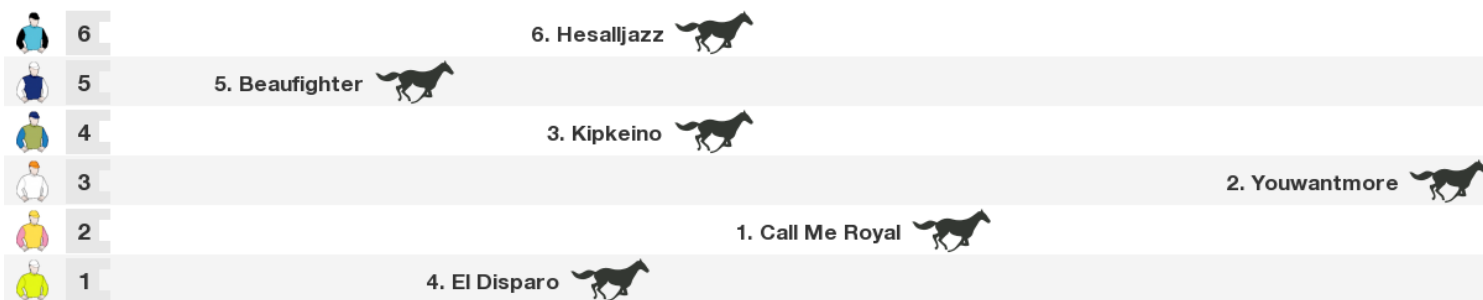 6 6. Hesalljazz
5 5. Beaufighter
4 3. Kipkeino
3 2. Youwantmore
2 1. Call Me Royal
1 4. El Disparo